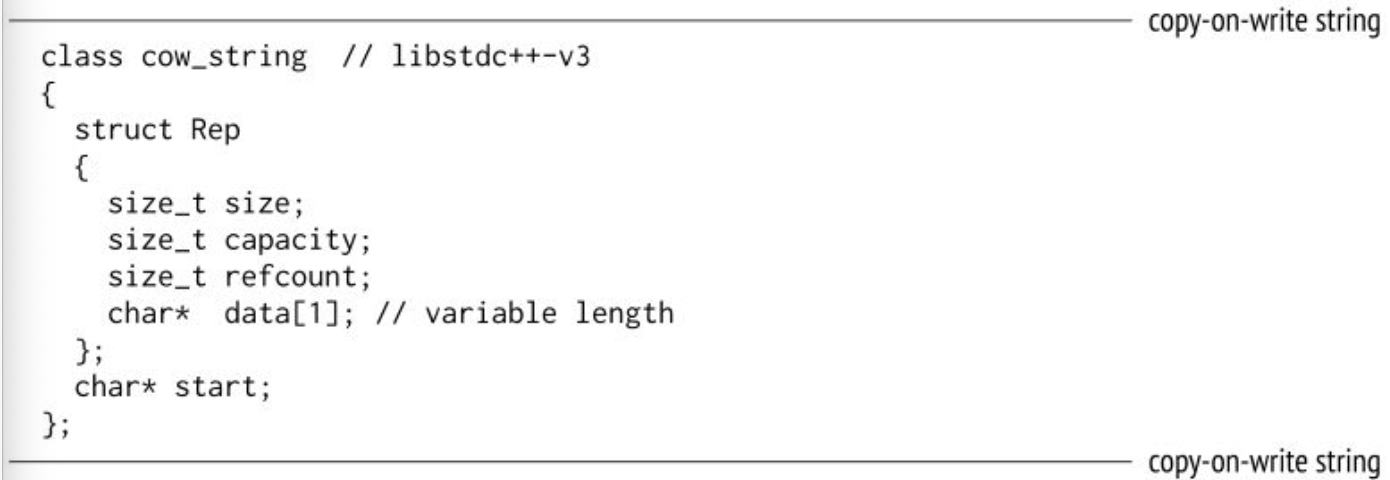 copy-on-write string
class cow_string  // libstdc++-v3
{
  struct Rep
  {
    size_t size;
    size_t capacity;
    size_t refcount;
    char*  data[1]; // variable length
  };
  char* start;
};
copy-on-write string